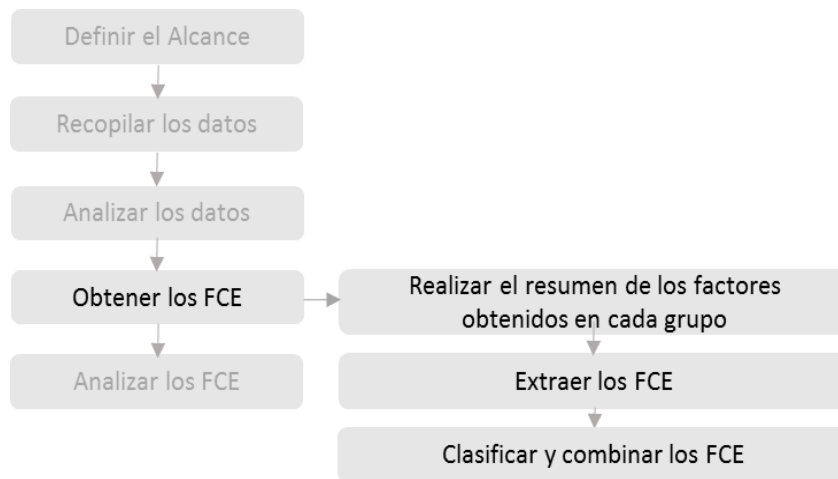 Definir el Alcance
Recopilar los datos
Analizar los datos
Obtener los FCE
Analizar los FCE
Realizar el resumen de los factores
obtenidos en cada grupo
Extraer los FCE
Clasificar y combinar los FCE